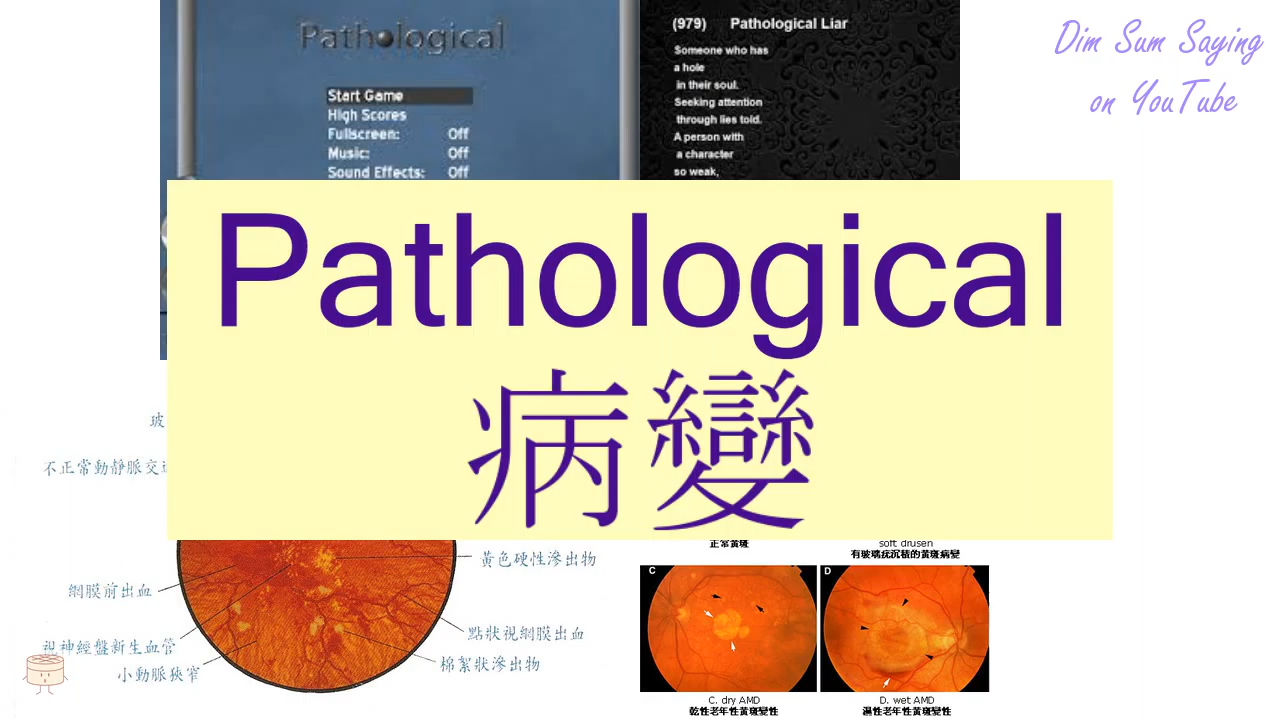 Pathological
Start Game
High Scores
Fullscreen: Off
Music: Off
Sound Effects: Off
(979) Pathological Liar
Someone who has
a hole
in their soul.
Seeking attention
through lies told.
A person with
a character
so weak,
Dim Sum Saying
on YouTube
Pathological
病變
玻
不正常動靜脈交
網膜前出血
視神經盤新生血管
小動脈狹窄
黃色硬性滲出物
點狀視網膜出血
棉絮狀滲出物
正常黃斑
soft drusen
有玻璃疣沉積的黃斑病變
C
D
C. dry AMD
乾性老年性黃斑變性
D. wet AMD
濕性老年性黃斑變性